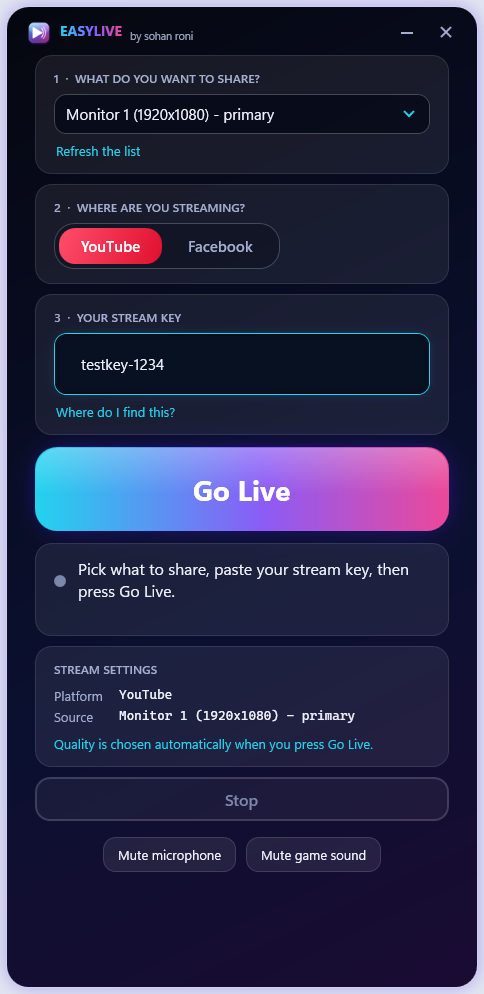 EASYLIVE by sohan roni
1 · WHAT DO YOU WANT TO SHARE?
Monitor 1 (1920x1080) - primary
Refresh the list
2 · WHERE ARE YOU STREAMING?
YouTube Facebook
3 · YOUR STREAM KEY
testkey-1234
Where do I find this?
Go Live
Pick what to share, paste your stream key, then
press Go Live.
STREAM SETTINGS
Platform YouTube
Source Monitor 1 (1920x1080) – primary
Quality is chosen automatically when you press Go Live.
Stop
Mute microphone Mute game sound